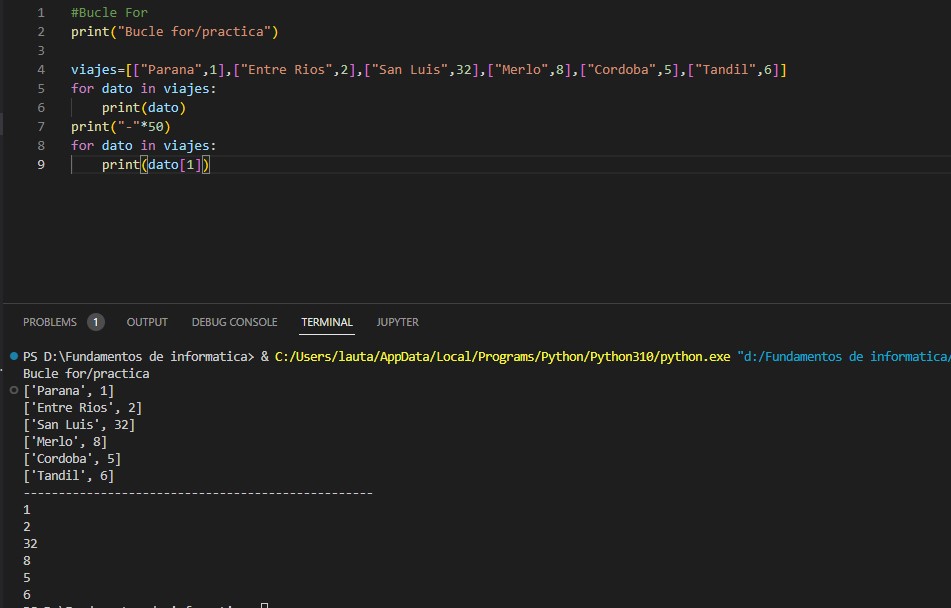 1 #Bucle For
2 print("Bucle for/practica")
3
4 viajes=[["Parana",1],["Entre Rios",2],["San Luis",32],["Merlo",8],["Cordoba",5],["Tandil",6]]
5 for dato in viajes:
6     print(dato)
7 print("-"*50)
8 for dato in viajes:
9     print(dato[1])
PROBLEMS 1 OUTPUT DEBUG CONSOLE TERMINAL JUPYTER
PS D:\Fundamentos de informatica> & C:/Users/lauta/AppData/Local/Programs/Python/Python310/python.exe "d:/Fundamentos de informatica/
Bucle for/practica
['Parana', 1]
['Entre Rios', 2]
['San Luis', 32]
['Merlo', 8]
['Cordoba', 5]
['Tandil', 6]
--------------------------------------------------
1
2
32
8
5
6